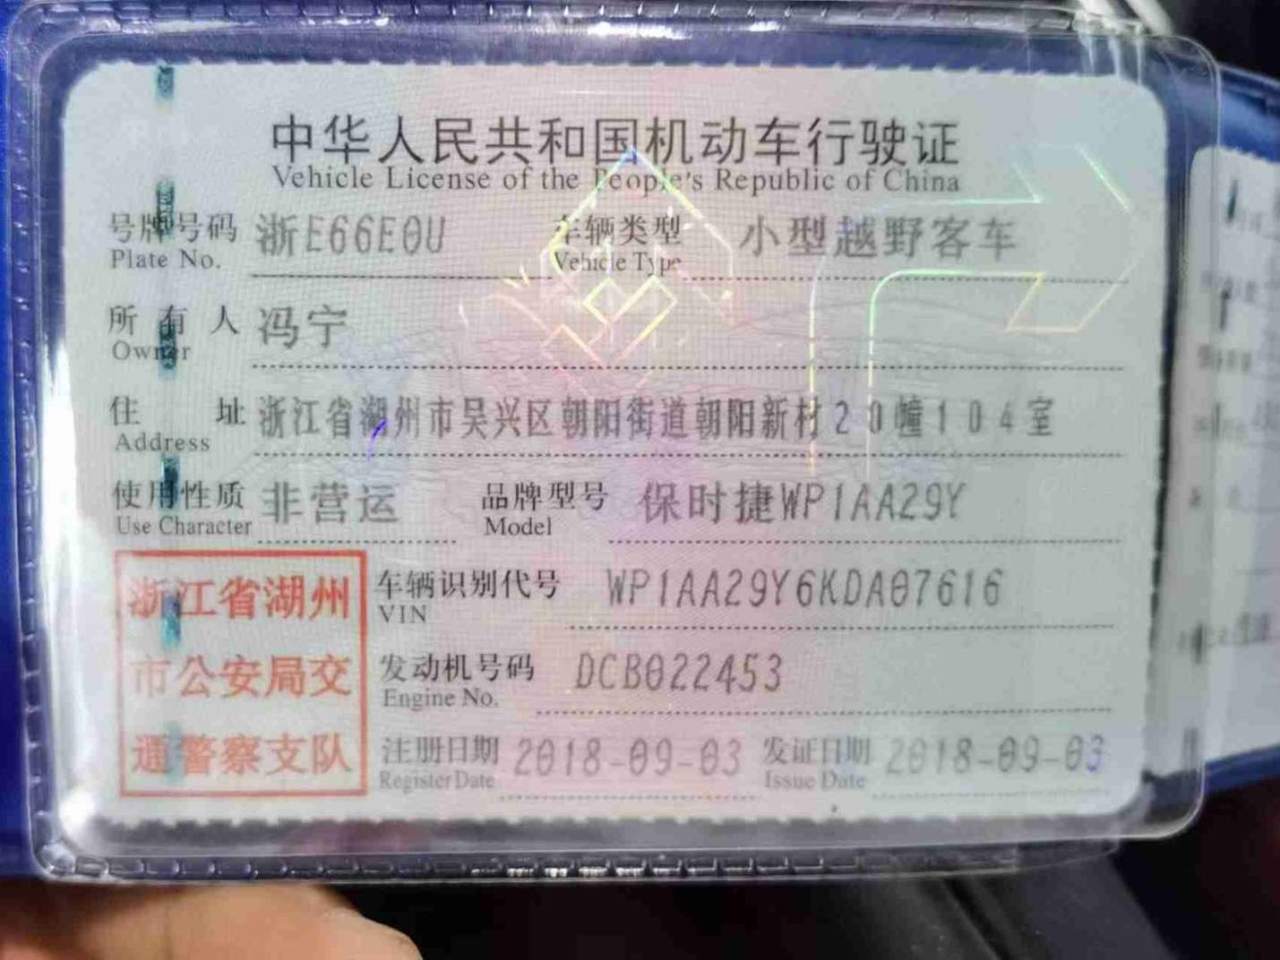 中华人民共和国机动车行驶证
Vehicle License of the People's Republic of China
号牌号码 浙E66E0U 车辆类型 小型越野客车
Plate No. Vehicle Type
所有人 冯宁
Owner
住址 浙江省湖州市吴兴区朝阳街道朝阳新村20幢104室
Address
使用性质 非营运 品牌型号 保时捷WP1AA29Y
Use Character Model
浙江省湖州
市公安局交
通警察支队
车辆识别代号 WP1AA29Y6KDA07616
VIN
发动机号码 DCB022453
Engine No.
注册日期 2018-09-03 发证日期 2018-09-03
Register Date Issue Date